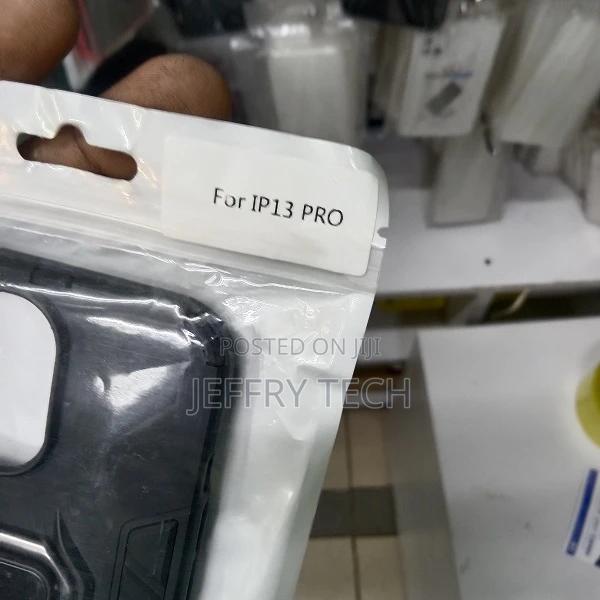 For IP13 PRO
POSTED ON JIJI
JEFFRY TECH